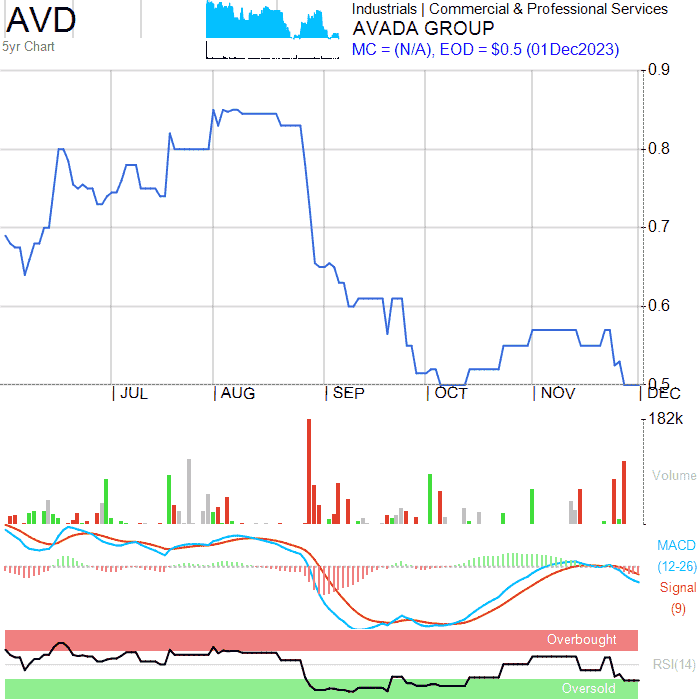 AVD
5yr Chart
Industrials | Commercial & Professional Services
AVADA GROUP
MC = (N/A), EOD = $0.5 (01Dec2023)
0.9
0.8
0.7
0.6
0.5
JUL
AUG
SEP
OCT
NOV
DEC
182k
Volume
MACD
(12-26)
Signal
(9)
Overbought
RSI(14)
Oversold